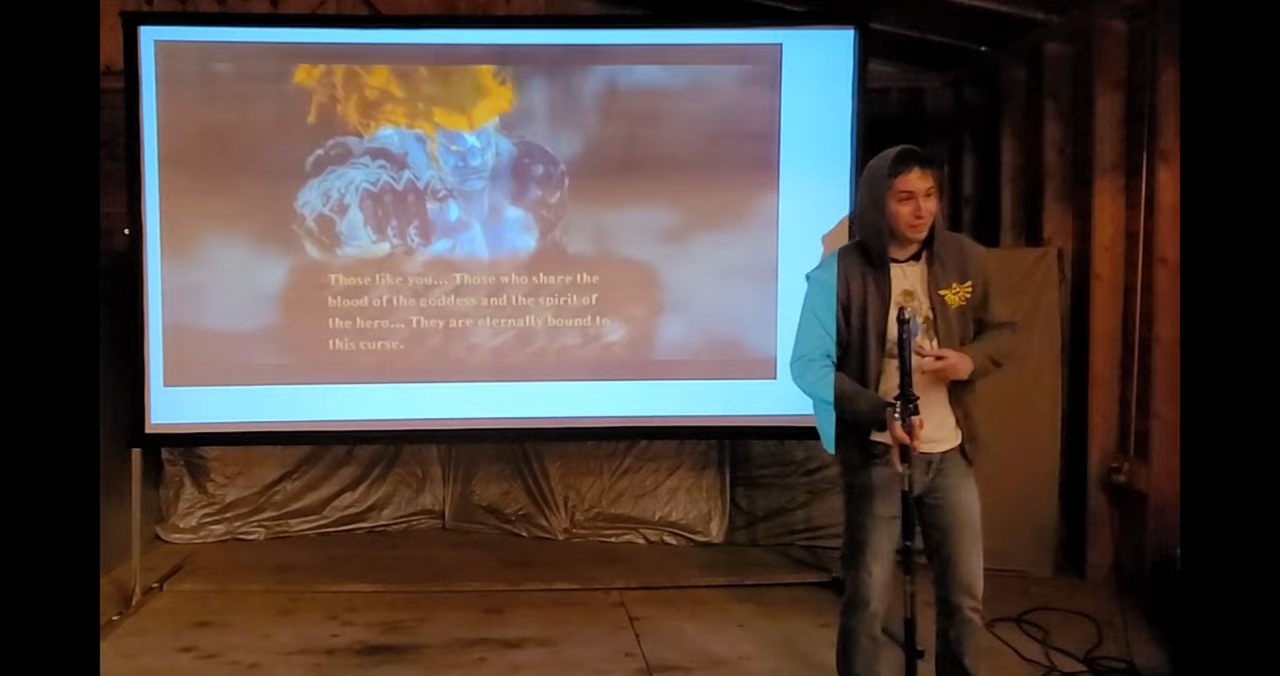 Those like you... Those who share the
blood of the goddess and the spirit of
the hero... They are eternally bound to
this curse.